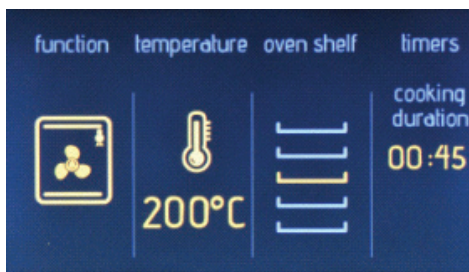 function temperature oven shelf timers
cooking
duration
00:45
200°C